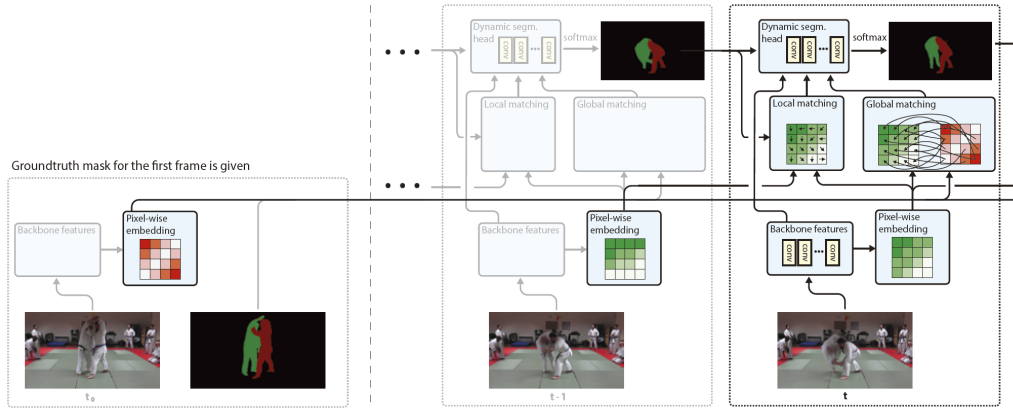 Groundtruth mask for the first frame is given
Backbone features
Pixel-wise
embedding
t₀
Dynamic segm.
head
conv
conv
conv
softmax
Local matching
Global matching
Backbone features
Pixel-wise
embedding
t-1
Dynamic segm.
head
conv
conv
conv
softmax
Local matching
Global matching
Backbone features
conv
conv
conv
Pixel-wise
embedding
t